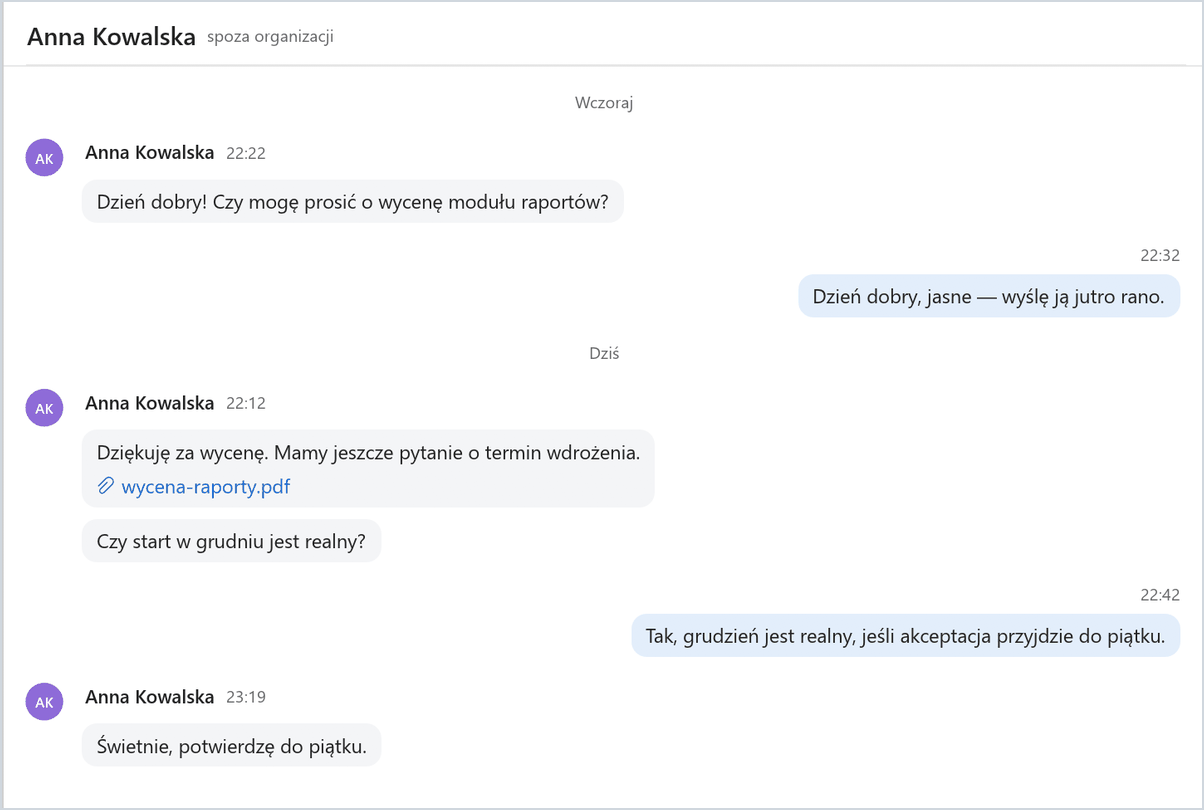 Anna Kowalska spoza organizacji
Wczoraj
AK
Anna Kowalska 22:22
Dzień dobry! Czy mogę prosić o wycenę modułu raportów?
22:32
Dzień dobry, jasne — wyślę ją jutro rano.
Dziś
AK
Anna Kowalska 22:12
Dziękuję za wycenę. Mamy jeszcze pytanie o termin wdrożenia.
wycena-raporty.pdf
Czy start w grudniu jest realny?
22:42
Tak, grudzień jest realny, jeśli akceptacja przyjdzie do piątku.
AK
Anna Kowalska 23:19
Świetnie, potwierdzę do piątku.